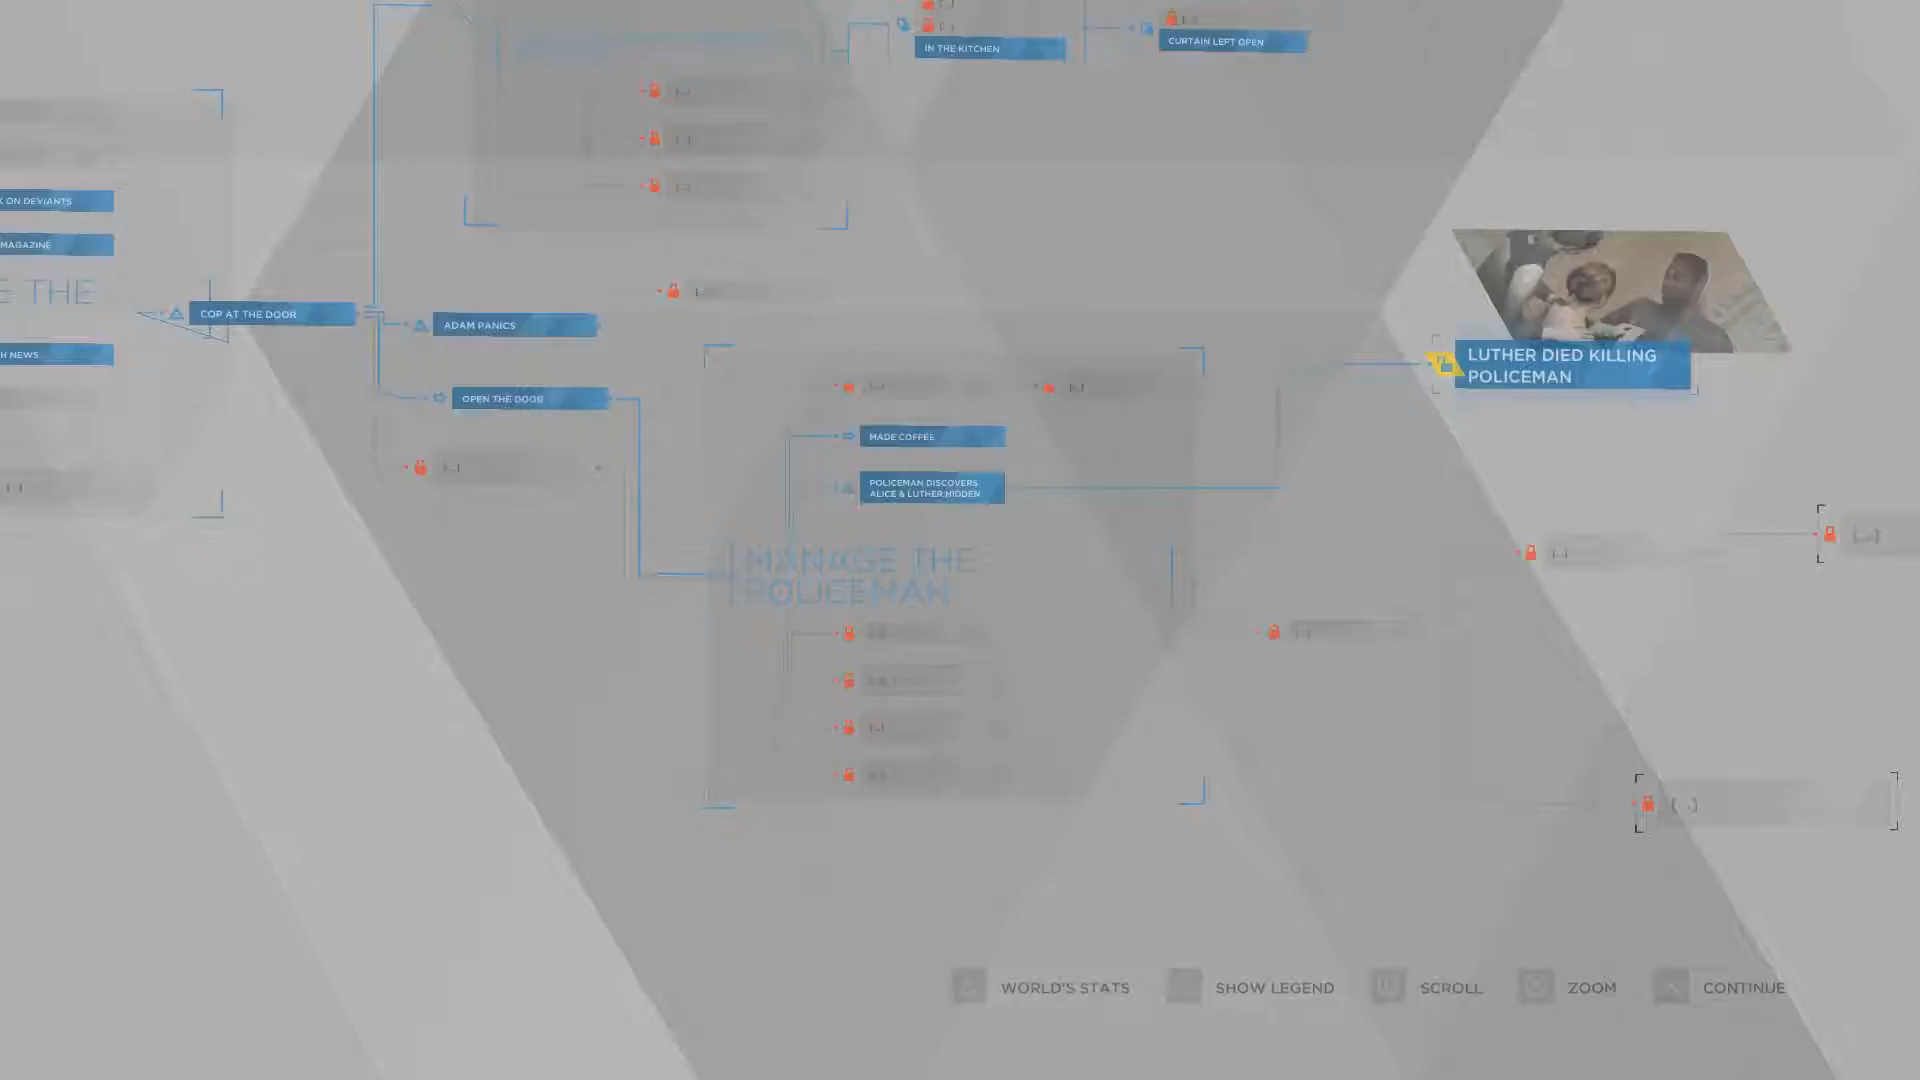 IN THE KITCHEN
CURTAIN LEFT OPEN
K ON DEVIANTS
MAGAZINE
THE
COP AT THE DOOR
ADAM PANICS
H NEWS.
LUTHER DIED KILLING
POLICEMAN
OPEN THE DOOR
MADE COFFEE
POLICEMAN DISCOVERS
ALICE & LUTHER HIDDEN
MANAGE THE
POLICEMAN
WORLD'S STATS
SHOW LEGEND
SCROLL
ZOOM
CONTINUE